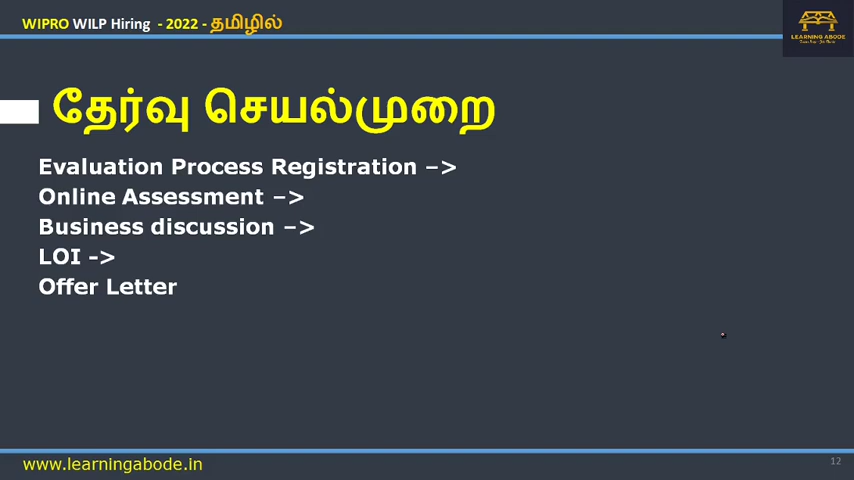 WIPRO WILP Hiring - 2022 - தமிழில்
LEARNING ABODE
தேர்வு செயல்முறை
Evaluation Process Registration –>
Online Assessment –>
Business discussion –>
LOI ->
Offer Letter
www.learningabode.in
12